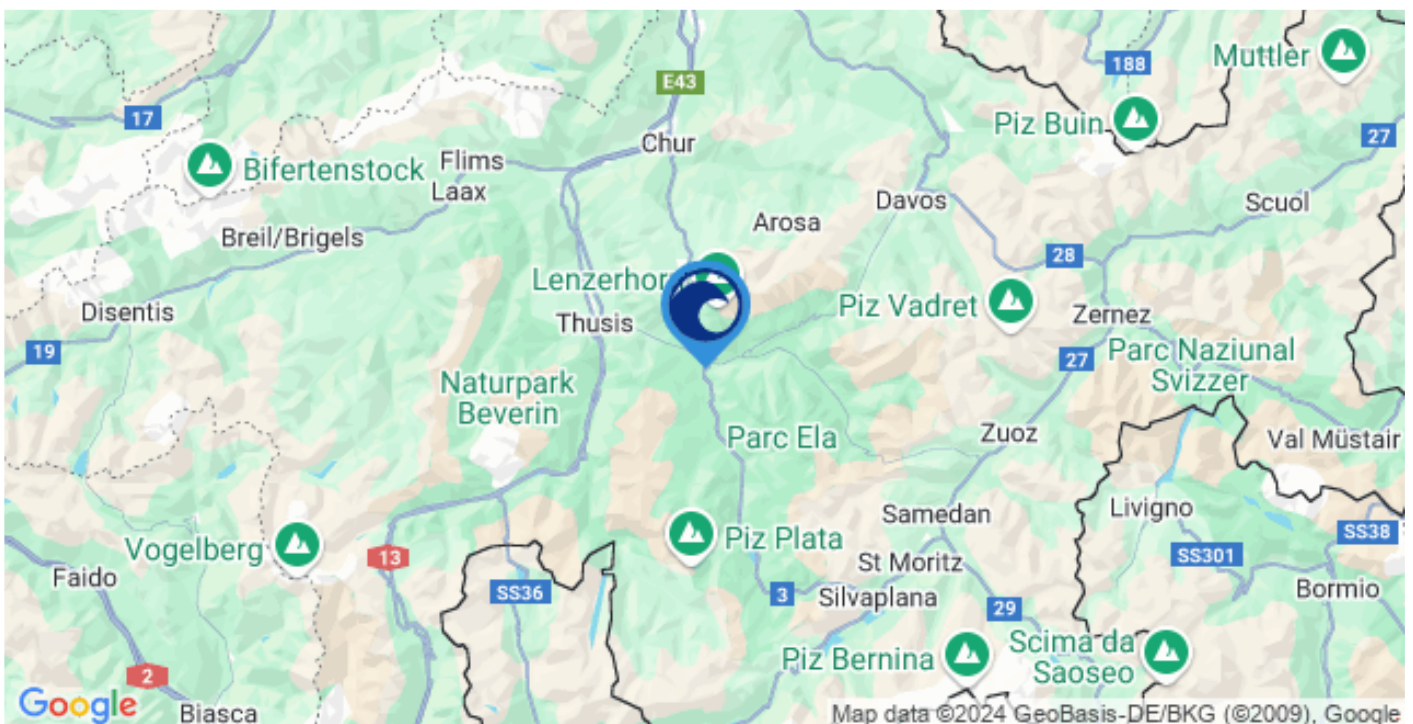 Muttler
188
E43
17
Piz Buin
27
Chur
Flims
Bifertenstock
Laax
Davos
Scuol
Arosa
Breil/Brigels
28
Lenzerhor
Piz Vadret
Disentis
Thusis
Zernez
19
27
Parc Naziunal
Svizzer
Naturpark
Beverin
Parc Ela
Zuoz
Val Müstair
Livigno
Samedan
SS38
Piz Plata
Vogelberg
13
SS301
St Moritz
Faido
SS36
3
Silvaplana
Bormio
29
Scima da
Saoseo
Piz Bernina
2
Google
Biasca
Map data ©2024 GeoBasis-DE/BKG (©2009), Google